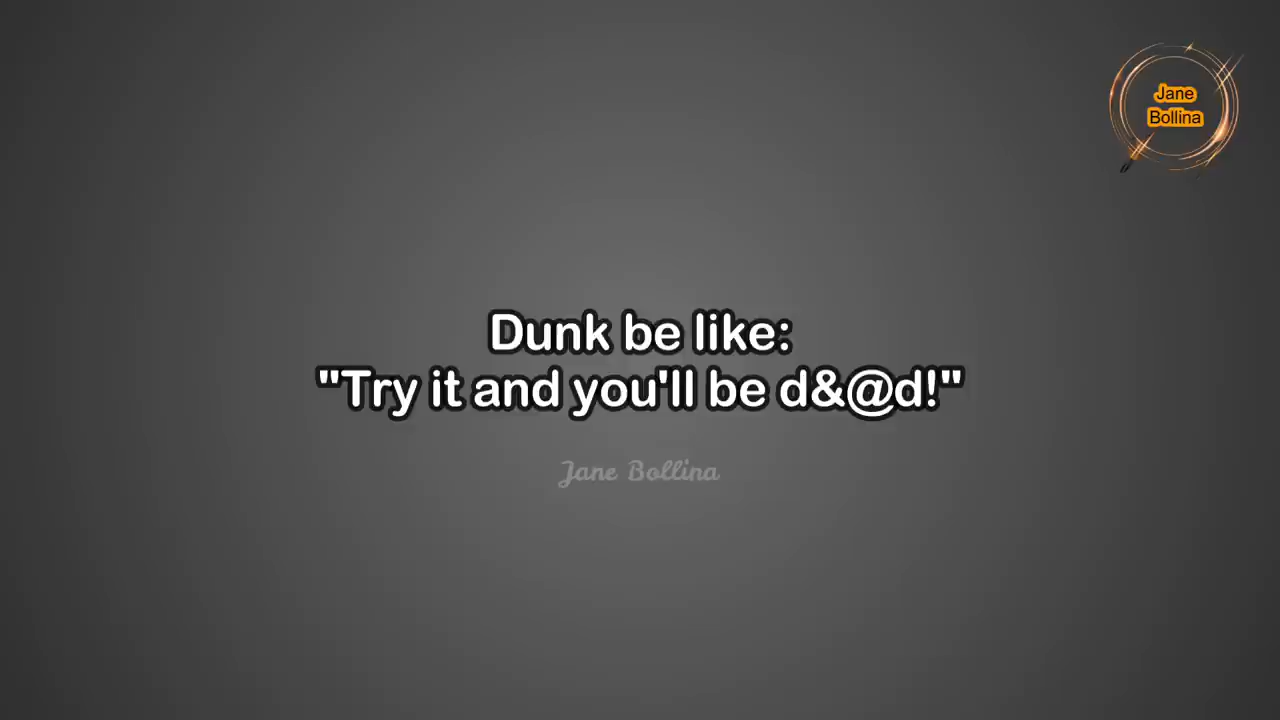 Jane
Bollina
Dunk be like:
"Try it and you'll be d&@d!"
Jane Bollina